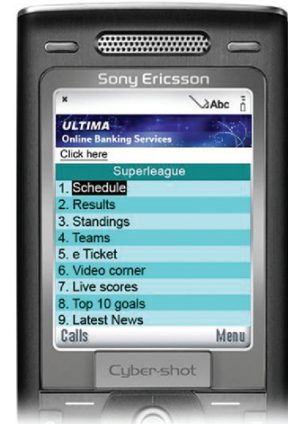 Sony Ericsson
Abc
ULTIMA
Online Banking Services
Click here
Superleague
1. Schedule
2. Results
3. Standings
4. Teams
5. e Ticket
6. Video corner
7. Live scores
8. Top 10 goals
9. Latest News
Calls Menu
Cyber-shot